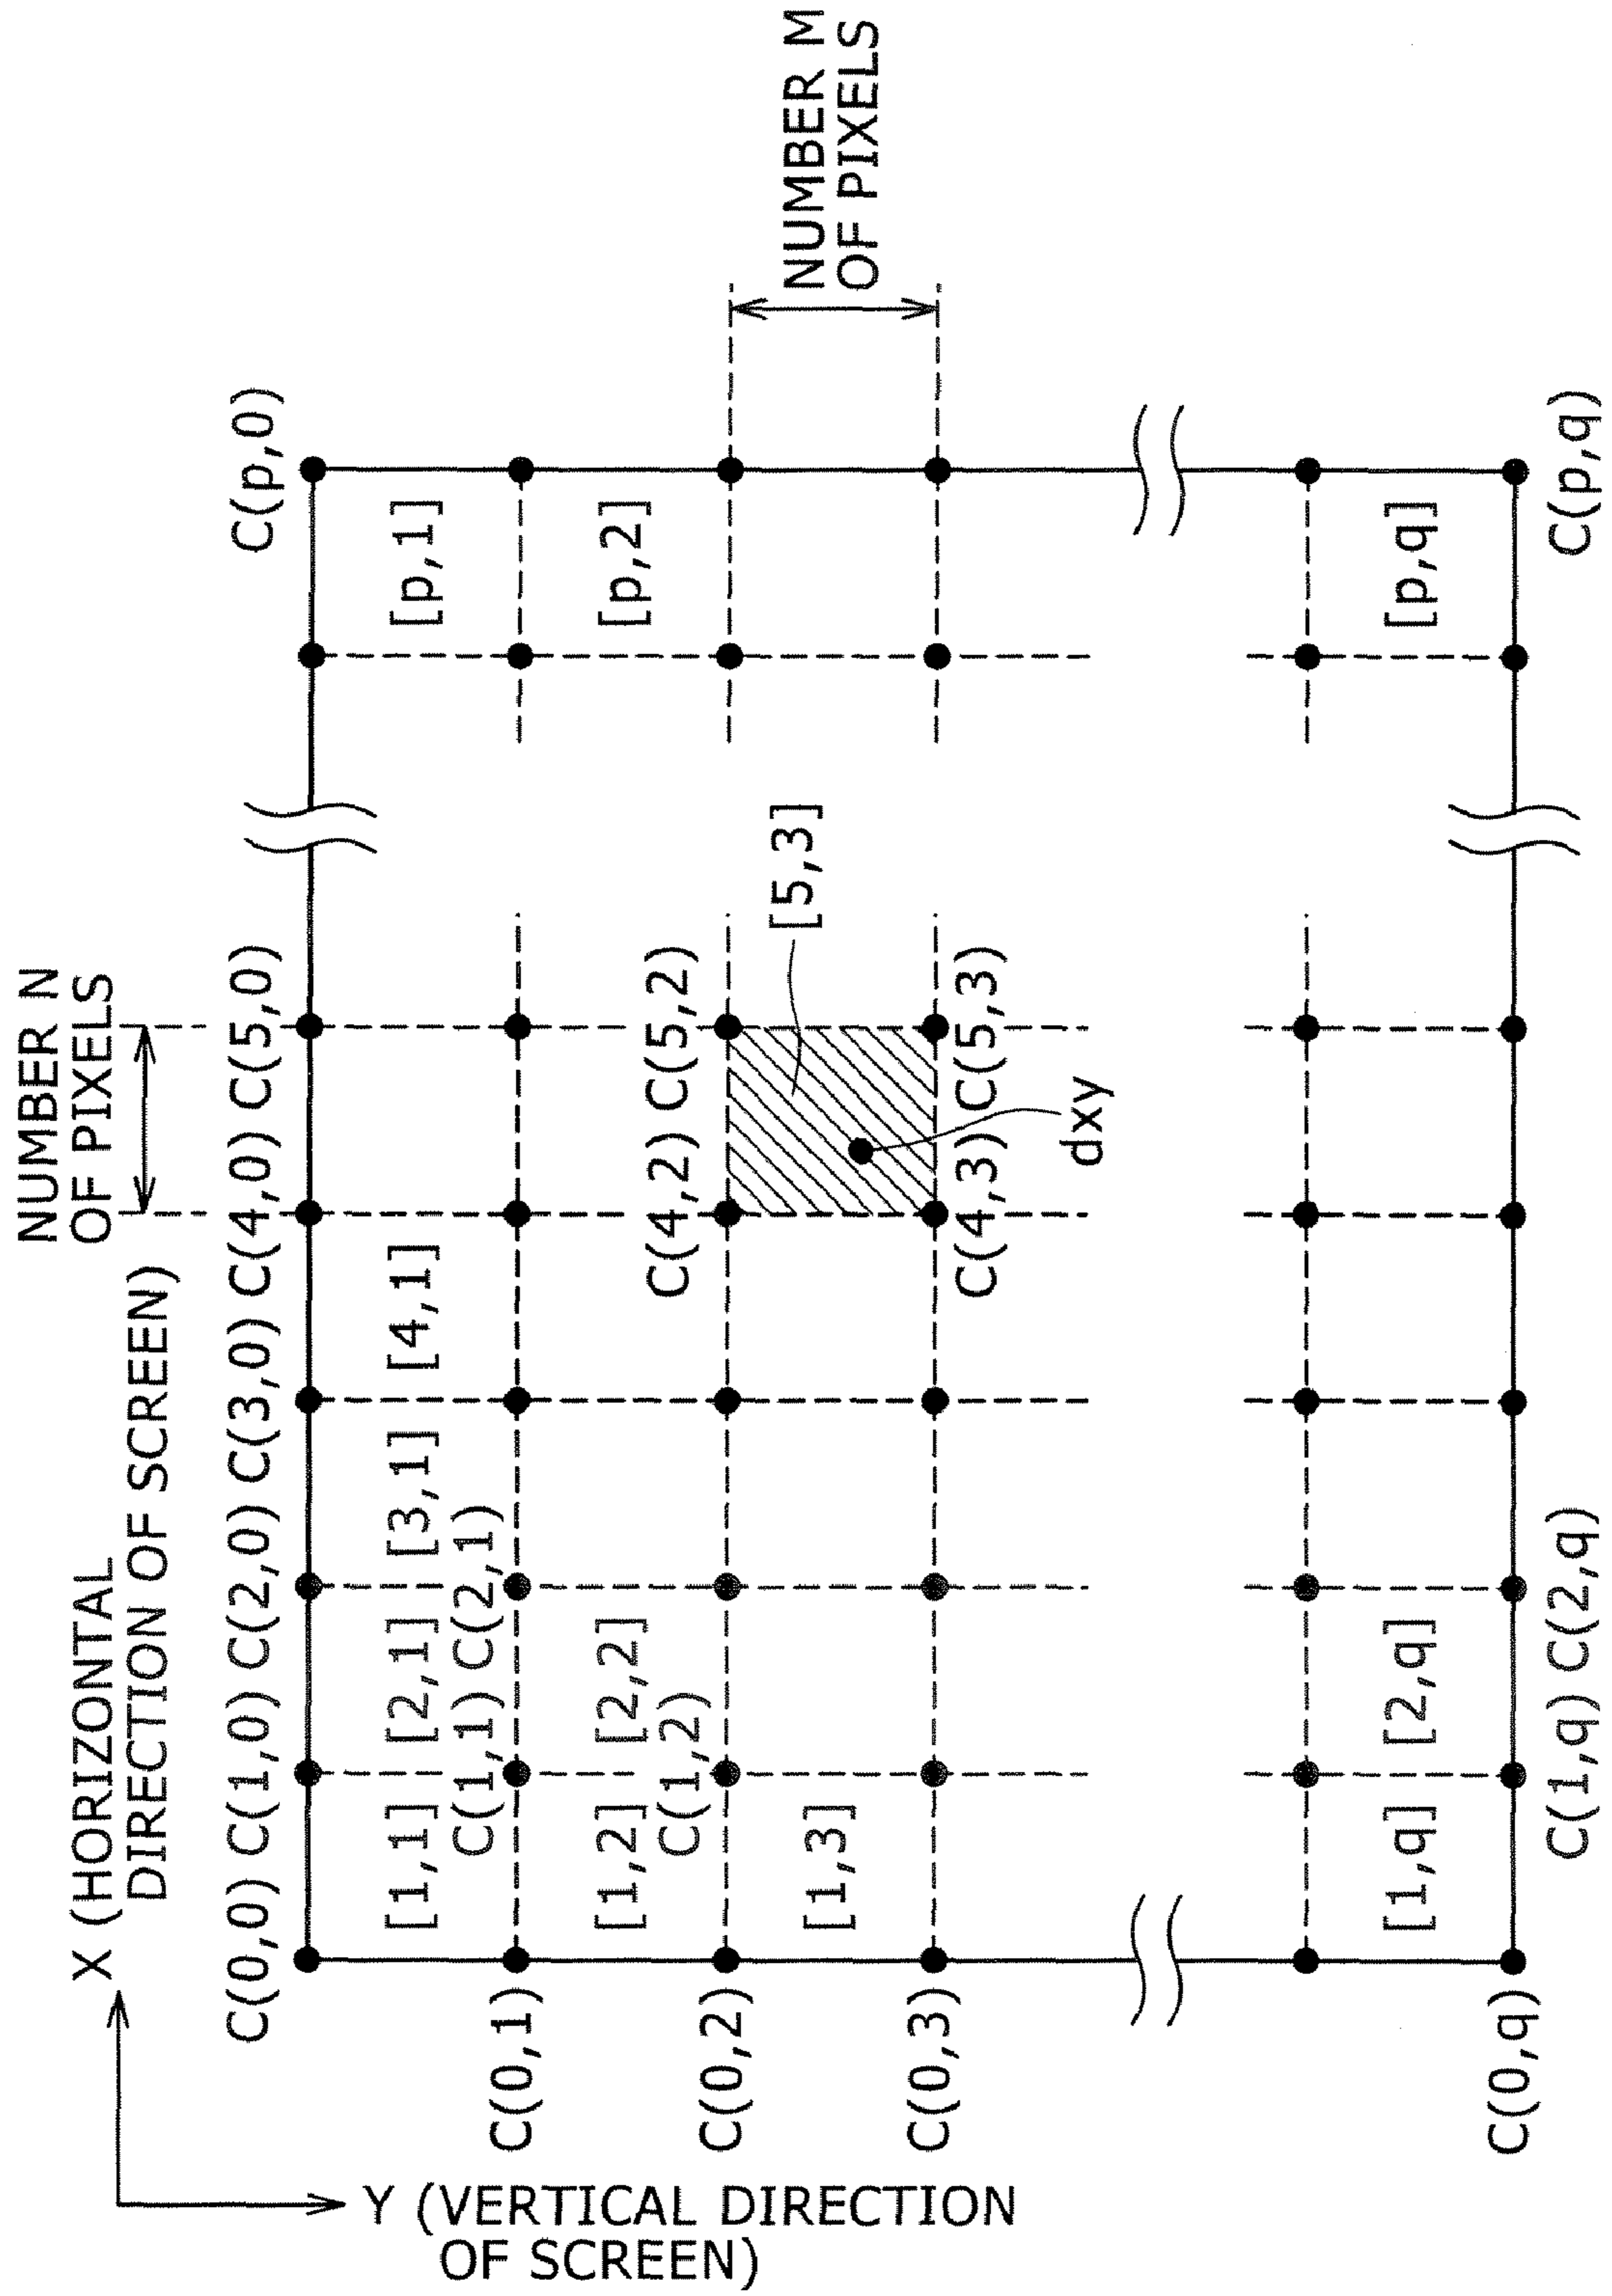 NUMBER N
OF PIXELS
X (HORIZONTAL
DIRECTION OF SCREEN)
C(0,0) C(1,0) C(2,0) C(3,0) C(4,0) C(5,0)
C(p,0)
[1,1] [2,1] [3,1] [4,1]
[p,1]
C(1,1) C(2,1)
C(0,1)
[1,2] [2,2]
[p,2]
C(1,2)
C(4,2) C(5,2)
C(0,2)
[5,3]
NUMBER M
OF PIXELS
[1,3]
C(0,3)
C(4,3) C(5,3)
dxy
[1,q] [2,q]
[p,q]
C(0,q)
C(1,q) C(2,q)
C(p,q)
Y (VERTICAL DIRECTION
OF SCREEN)